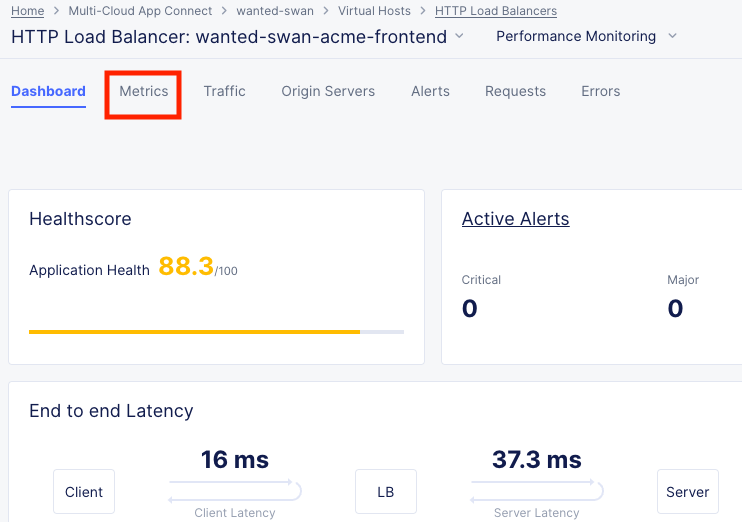 Home > Multi-Cloud App Connect > wanted-swan > Virtual Hosts > HTTP Load Balancers
HTTP Load Balancer: wanted-swan-acme-frontend Performance Monitoring
Dashboard Metrics Traffic Origin Servers Alerts Requests Errors
Healthscore
Application Health 88.3/100
Active Alerts
Critical Major
0 0
End to end Latency
16 ms 37.3 ms
Client LB Server
Client Latency Server Latency